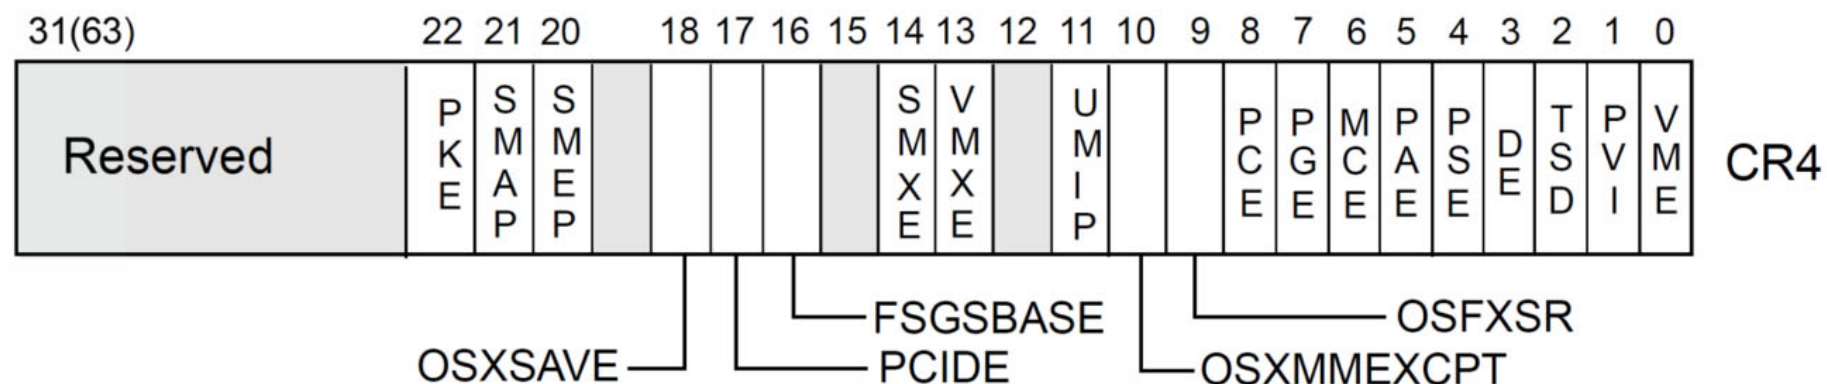 31(63) 22 21 20 18 17 16 15 14 13 12 11 10 9 8 7 6 5 4 3 2 1 0
Reserved PKE SMAP SMEP SMXE VMXE UMIP PCE PGE MCE PAE PSE DE TSD PVI VME CR4
FSGSBASE OSFXSR
OSXSAVE PCIDE OSXMMEXCPT